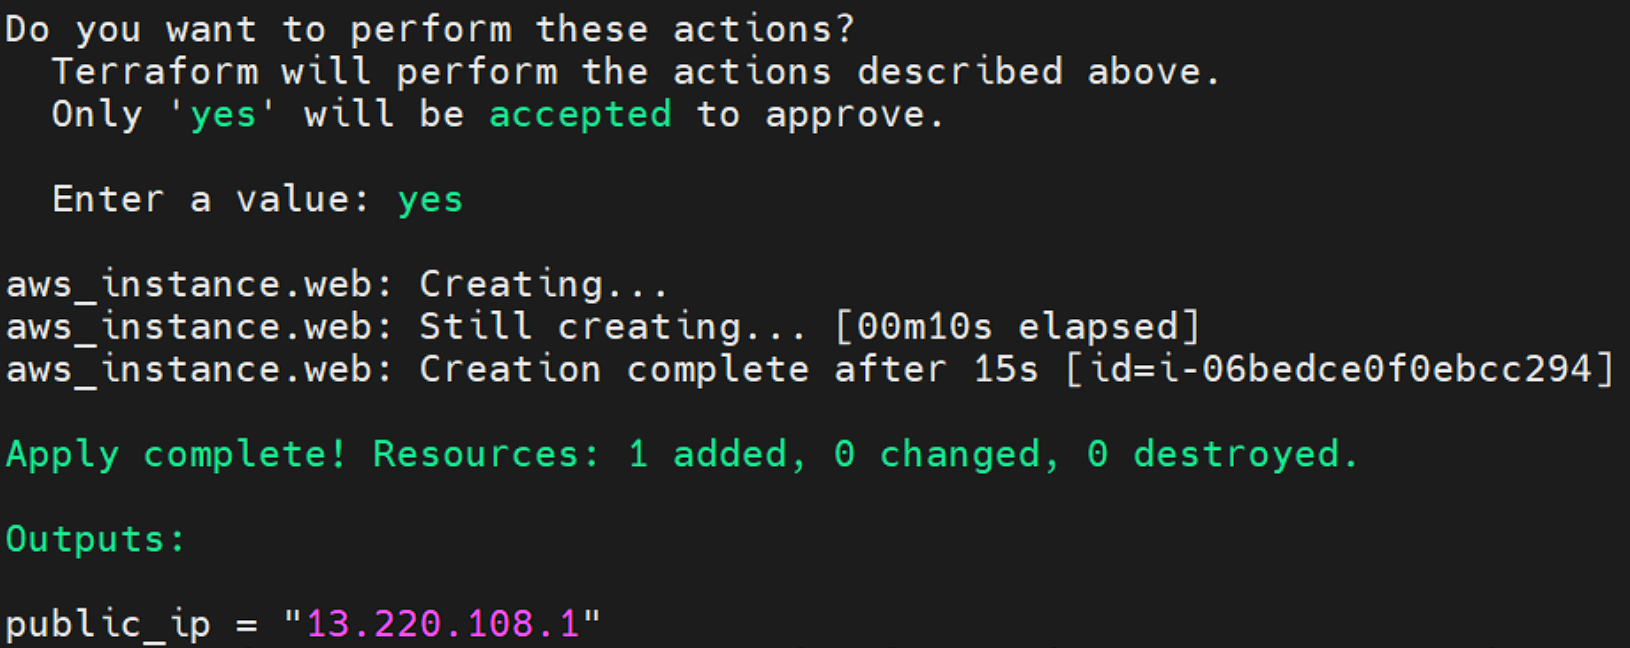 Do you want to perform these actions?
  Terraform will perform the actions described above.
  Only 'yes' will be accepted to approve.

  Enter a value: yes

aws_instance.web: Creating...
aws_instance.web: Still creating... [00m10s elapsed]
aws_instance.web: Creation complete after 15s [id=i-06bedce0f0ebcc294]

Apply complete! Resources: 1 added, 0 changed, 0 destroyed.

Outputs:

public_ip = "13.220.108.1"